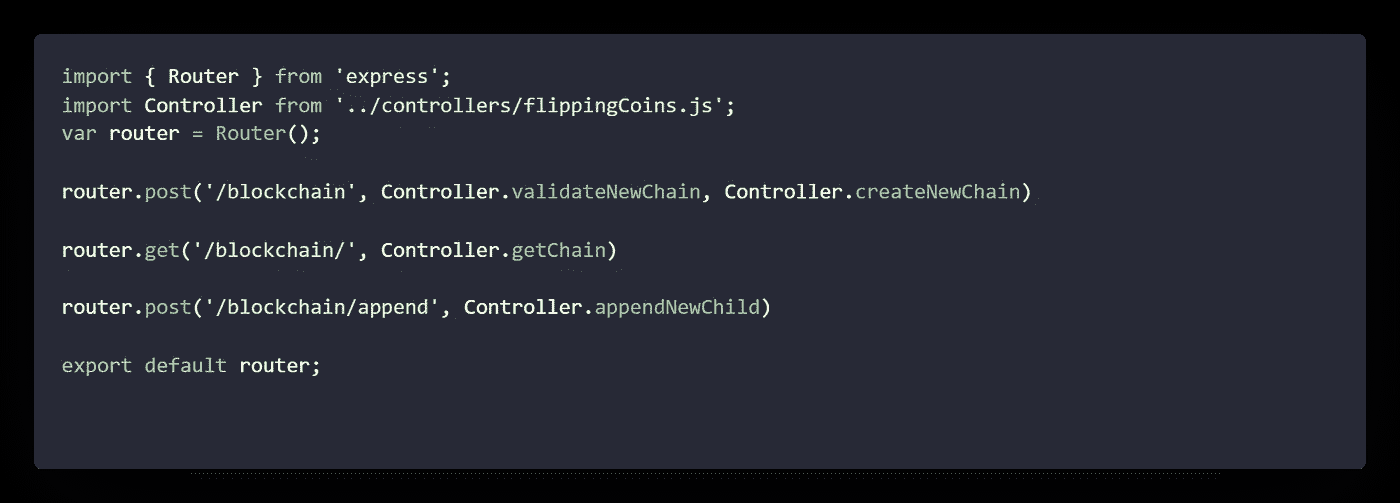 import { Router } from 'express';
import Controller from '../controllers/flippingCoins.js';
var router = Router();
router.post('/blockchain', Controller.validateNewChain, Controller.createNewChain)
router.get('/blockchain/', Controller.getChain)
router.post('/blockchain/append', Controller.appendNewChild)
export default router;